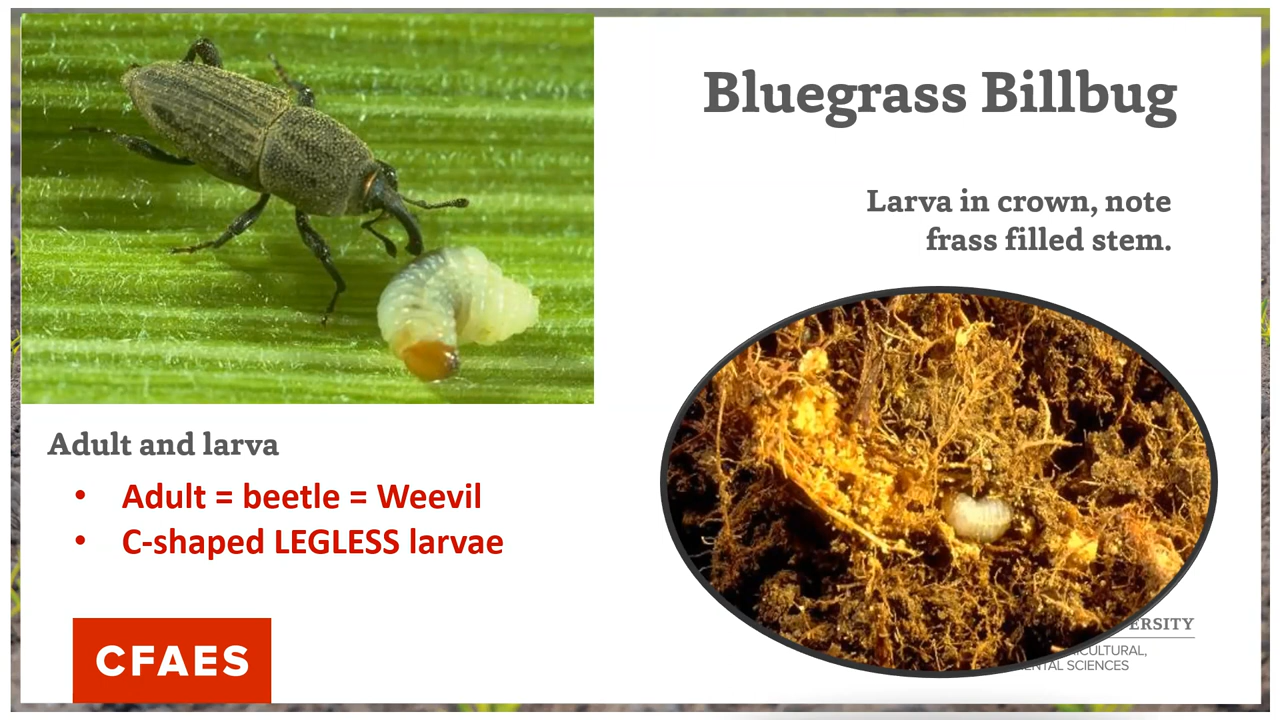 Bluegrass Billbug
Larva in crown, note
frass filled stem.
Adult and larva
• Adult = beetle = Weevil
• C-shaped LEGLESS larvae
CFAES
SCIENCES